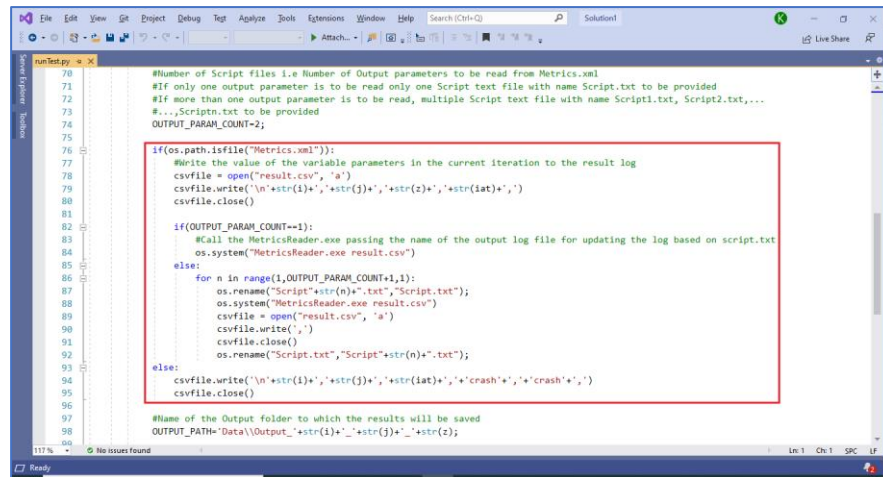 File Edit View Git Project Debug Test Analyze Tools Extensions Window Help Search (Ctrl+Q) Solution1 K
Attach... Live Share
Server Explorer Toolbox
runTest.py
70 #Number of Script files i.e Number of Output parameters to be read from Metrics.xml
71 #If only one output parameter is to be read only one Script text file with name Script.txt to be provided
72 #If more than one output parameter is to be read, multiple Script text file with name Script1.txt, Script2.txt,...
73 #...,Scriptn.txt to be provided
74 OUTPUT_PARAM_COUNT=2;
75
76 if(os.path.isfile("Metrics.xml")):
77 #Write the value of the variable parameters in the current iteration to the result log
78 csvfile = open("result.csv", 'a')
79 csvfile.write('\n'+str(i)+','+str(j)+','+str(z)+','+str(iat)+',')
80 csvfile.close()
81
82 if(OUTPUT_PARAM_COUNT==1):
83 #Call the MetricsReader.exe passing the name of the output log file for updating the log based on script.txt
84 os.system("MetricsReader.exe result.csv")
85 else:
86 for n in range(1,OUTPUT_PARAM_COUNT+1,1):
87 os.rename("Script"+str(n)+".txt","Script.txt");
88 os.system("MetricsReader.exe result.csv")
89 csvfile = open("result.csv", 'a')
90 csvfile.write(',')
91 csvfile.close()
92 os.rename("Script.txt","Script"+str(n)+".txt");
93 else:
94 csvfile.write('\n'+str(i)+','+str(j)+','+str(iat)+','+'crash'+','+'crash'+',')
95 csvfile.close()
96
97 #Name of the Output folder to which the results will be saved
98 OUTPUT_PATH='Data\\Output_'+str(i)+'_'+str(j)+'_'+str(z);
99
117 % No issues found Ln: 1 Ch: 1 SPC LF
Ready 2